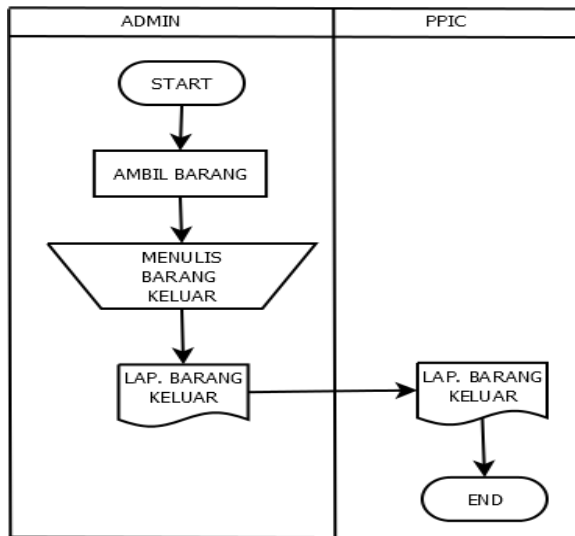 ADMIN
PPIC
START
AMBIL BARANG
MENULIS
BARANG
KELUAR
LAP. BARANG
KELUAR
LAP. BARANG
KELUAR
END